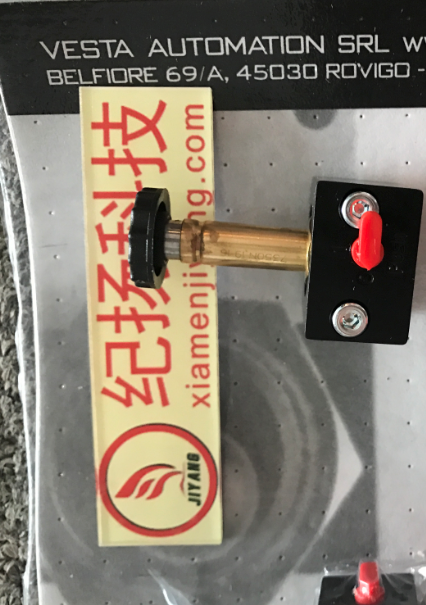 VESTA AUTOMATION SRL
BELFIORE 69/A, 45030 ROVIGO -
纪扬科技
xiamenjiyang.com
JIYANG